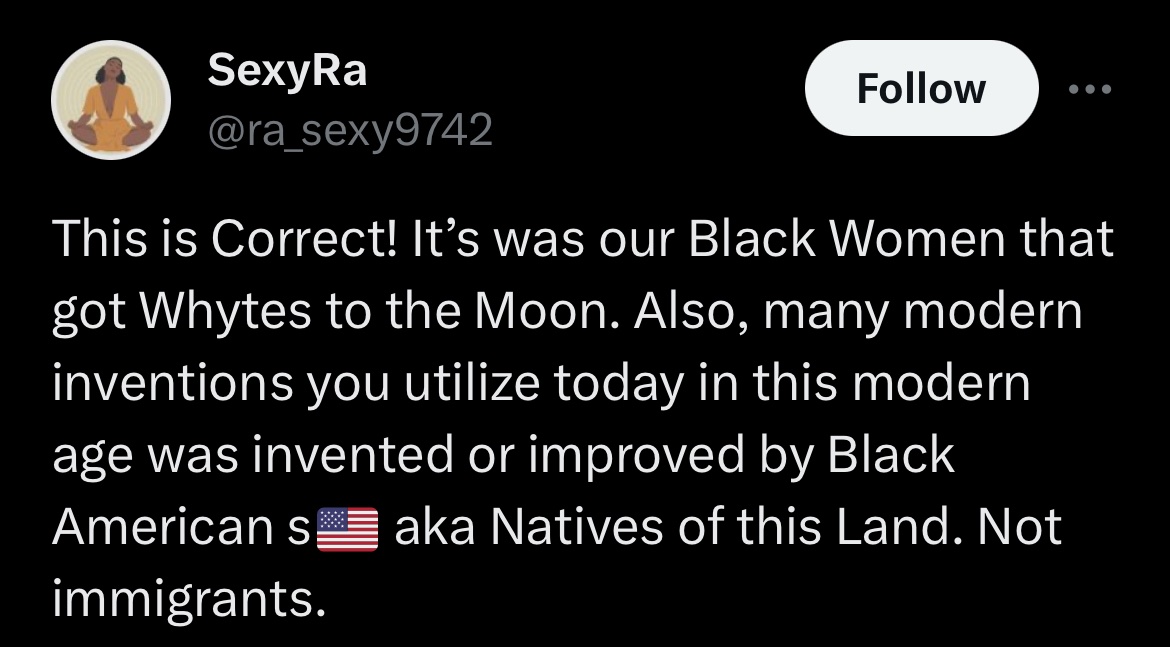 SexyRa
@ra_sexy9742
Follow
This is Correct! It’s was our Black Women that
got Whytes to the Moon. Also, many modern
inventions you utilize today in this modern
age was invented or improved by Black
American s🇺🇸 aka Natives of this Land. Not
immigrants.